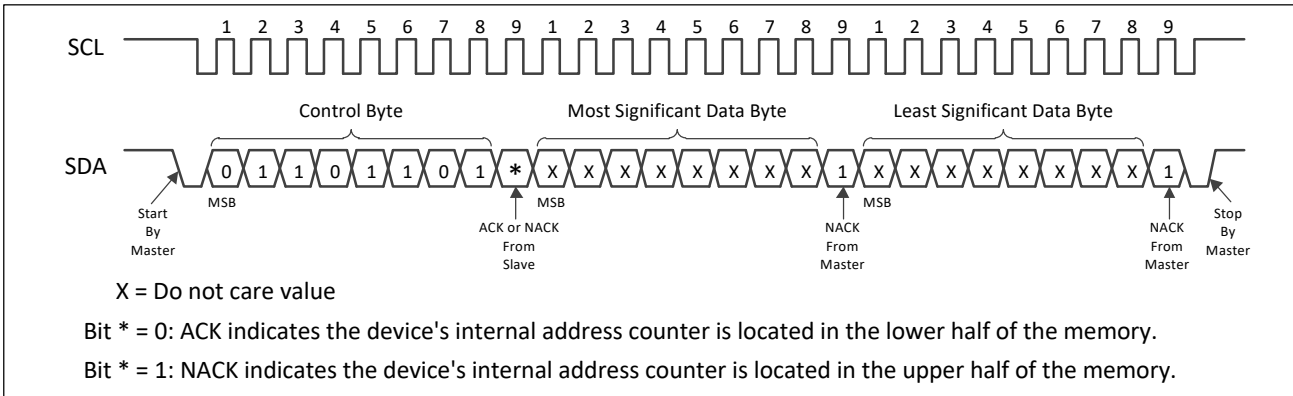 1 2 3 4 5 6 7 8 9 1 2 3 4 5 6 7 8 9 1 2 3 4 5 6 7 8 9
SCL
Control Byte
Most Significant Data Byte
Least Significant Data Byte
SDA
0 1 1 0 1 1 0 1 * X X X X X X X X 1 X X X X X X X X 1
MSB
MSB
MSB
Start
By
Master
ACK or NACK
From
Slave
NACK
From
Master
NACK
From
Master
Stop
By
Master
X = Do not care value
Bit * = 0: ACK indicates the device's internal address counter is located in the lower half of the memory.
Bit * = 1: NACK indicates the device's internal address counter is located in the upper half of the memory.